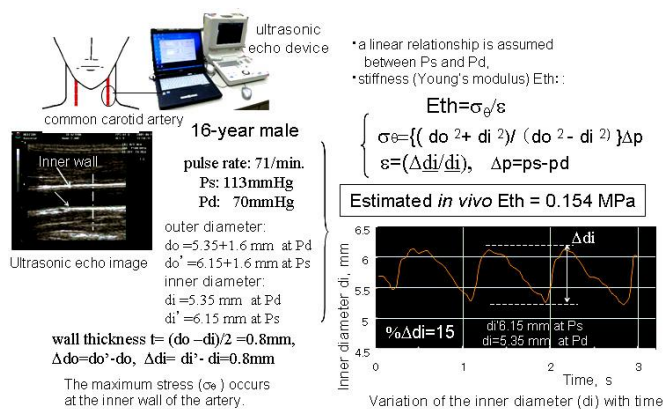 ultrasonic
echo device
common carotid artery
Inner wall
Ultrasonic echo image
16-year male
pulse rate: 71/min.
Ps: 113mmHg
Pd: 70mmHg
outer diameter:
do =5.35+1.6 mm at Pd
do' =6.15+1.6 mm at Ps
inner diameter:
di =5.35 mm at Pd
di' =6.15 mm at Ps
wall thickness t= (do –di)/2 =0.8mm,
Δdo=do'-do, Δdi= di'- di=0.8mm
The maximum stress (σθ) occurs
at the inner wall of the artery.
•a linear relationship is assumed
between Ps and Pd,
•stiffness (Young's modulus) Eth::
Eth=σθ/ε
σθ={( do ²+ di ²)/ (do ²- di ²) }Δp
ε=(Δdi/di), Δp=ps-pd
Estimated in vivo Eth = 0.154 MPa
Inner diameter di, mm
6.5
6
5.5
5
4.5
Δdi
%Δdi=15
di'6.15 mm at Ps
di=5.35 mm at Pd
0 1 2 3
Time, s
Variation of the inner diameter (di) with time